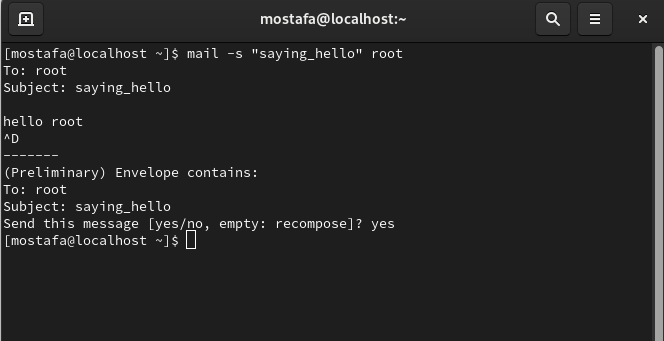 mostafa@localhost:~
[mostafa@localhost ~]$ mail -s "saying_hello" root
To: root
Subject: saying_hello

hello root
^D
-------
(Preliminary) Envelope contains:
To: root
Subject: saying_hello
Send this message [yes/no, empty: recompose]? yes
[mostafa@localhost ~]$